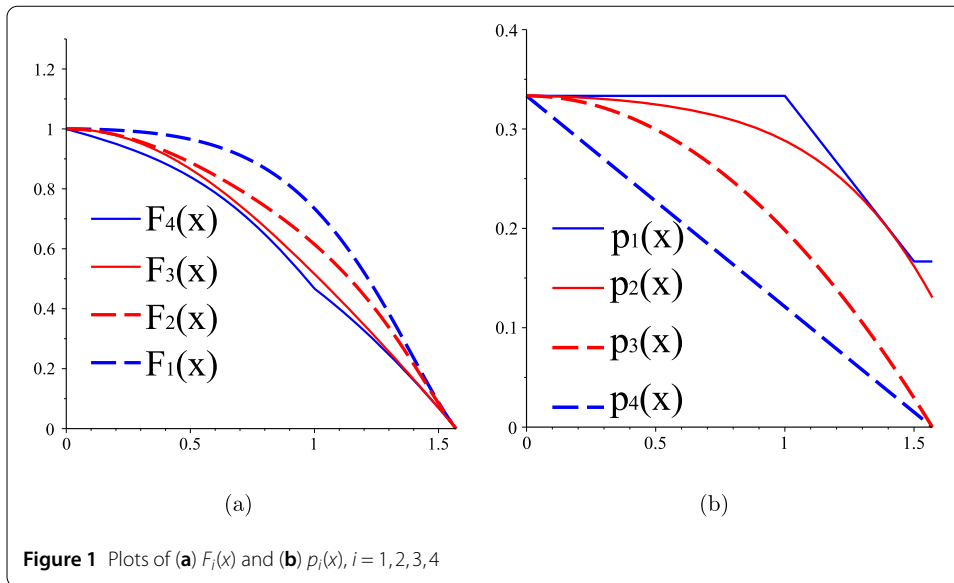 1.2
1
0.8
0.6
0.4
0.2
0
0 0.5 1 1.5
F4(x)
F3(x)
F2(x)
F1(x)
(a)
0.4
0.3
0.2
0.1
0
0 0.5 1 1.5
p1(x)
p2(x)
p3(x)
p4(x)
(b)
Figure 1 Plots of (a) Fi(x) and (b) pi(x), i = 1, 2, 3, 4